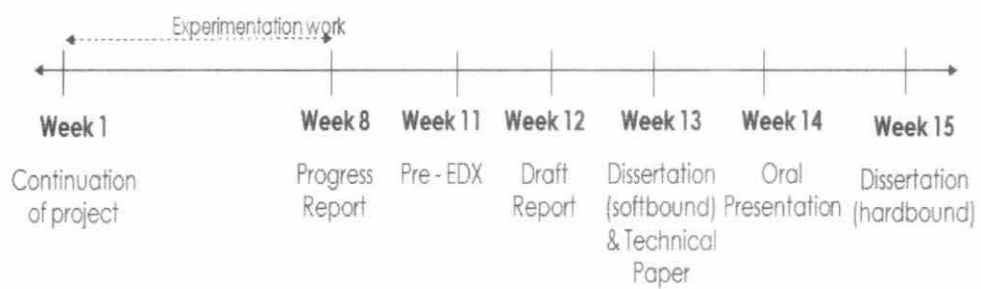 Experimentation work
Week 1
Continuation
of project
Week 8
Progress
Report
Week 11
Pre - EDX
Week 12
Draft
Report
Week 13
Dissertation
(softbound)
& Technical
Paper
Week 14
Oral
Presentation
Week 15
Dissertation
(hardbound)